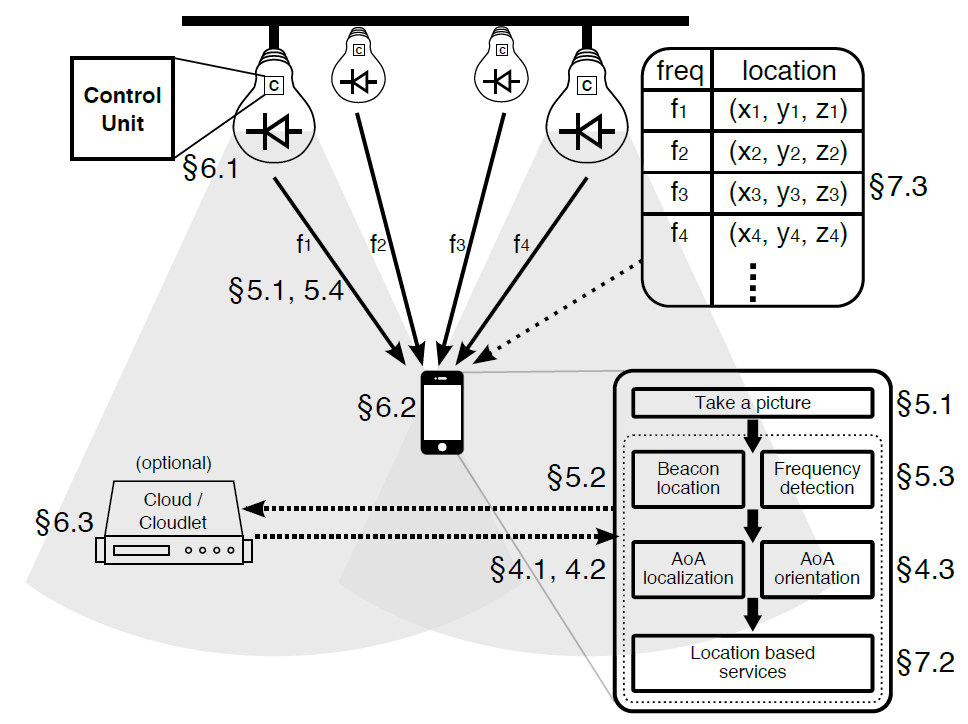 Control
Unit
C
C
C
C
§6.1
freq location
f1 (x1, y1, z1)
f2 (x2, y2, z2)
f3 (x3, y3, z3)
f4 (x4, y4, z4)
§7.3
f1
f2
f3
f4
§5.1, 5.4
§6.2
Take a picture
§5.1
§5.2
Beacon
location
Frequency
detection
§5.3
(optional)
Cloud /
Cloudlet
§6.3
§4.1, 4.2
AoA
localization
AoA
orientation
§4.3
Location based
services
§7.2